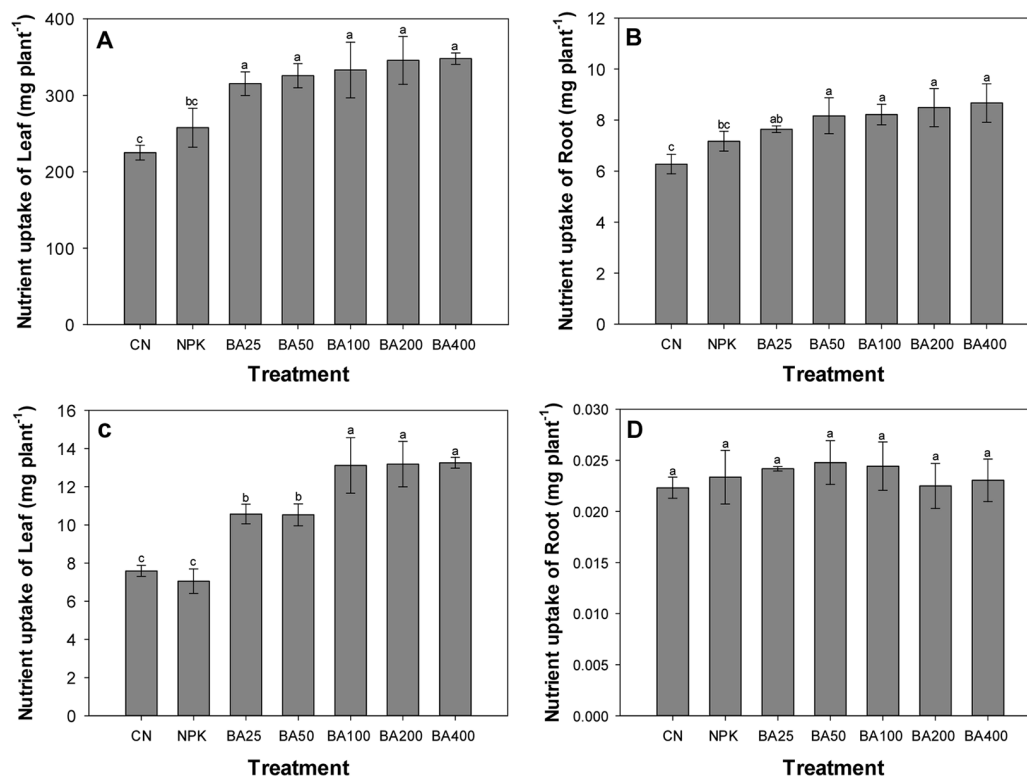 A
Nutrient uptake of Leaf (mg plant⁻¹)
400
300
200
100
0
c
bc
a
a
a
a
a
CN NPK BA25 BA50 BA100 BA200 BA400
Treatment
B
Nutrient uptake of Root (mg plant⁻¹)
12
10
8
6
4
2
0
c
bc
ab
a
a
a
a
CN NPK BA25 BA50 BA100 BA200 BA400
Treatment
c
Nutrient uptake of Leaf (mg plant⁻¹)
16
14
12
10
8
6
4
2
0
c
c
b
b
a
a
a
CN NPK BA25 BA50 BA100 BA200 BA400
Treatment
D
Nutrient uptake of Root (mg plant⁻¹)
0.030
0.025
0.020
0.015
0.010
0.005
0.000
a
a
a
a
a
a
a
CN NPK BA25 BA50 BA100 BA200 BA400
Treatment